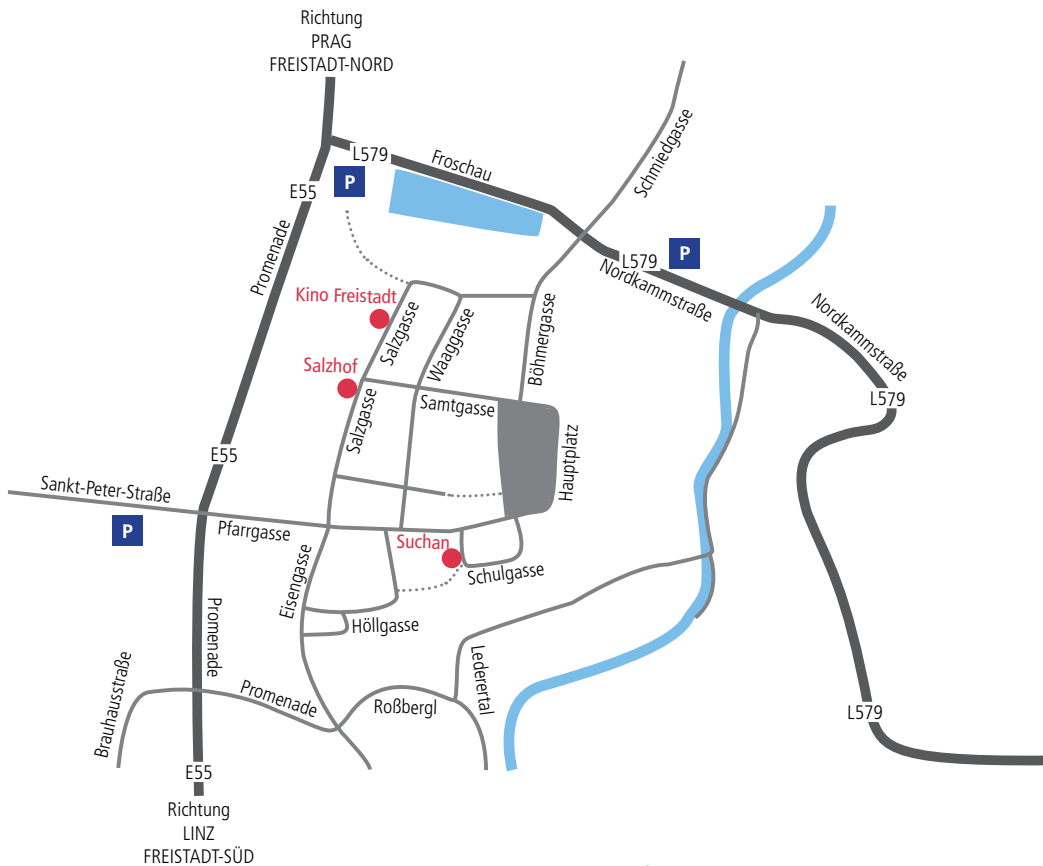 Richtung
PRAG
FREISTADT-NORD
L579
Froschau
P
E55
Schmiedgasse
Promenade
L579
P
Nordkammstraße
Kino Freistadt
Salzgasse
Waaggasse
Böhmergasse
Nordkammstraße
Salzhof
Samtgasse
L579
Salzgasse
Hauptplatz
E55
Sankt-Peter-Straße
P
Pfarrgasse
Suchan
Schulgasse
Eisengasse
Höllgasse
Promenade
Brauhausstraße
Promenade
Roßbergl
Lederertal
L579
E55
Richtung
LINZ
FREISTADT-SÜD